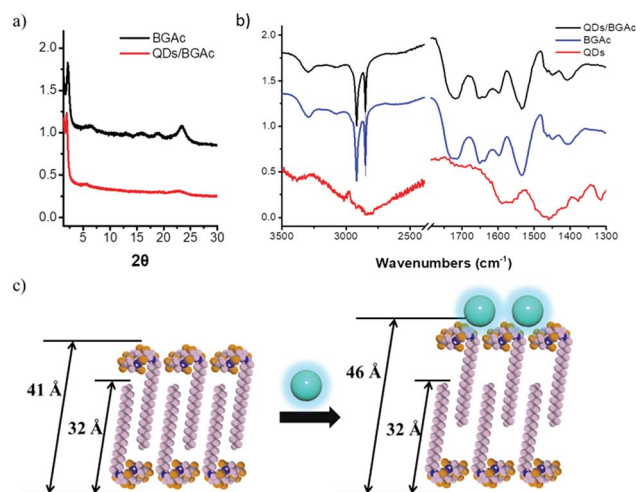 a)
BGAc
QDs/BGAc
2.0
1.5
1.0
0.5
0.0
5 10 15 20 25 30
2θ
b)
QDs/BGAc
BGAc
QDs
2.0
1.5
1.0
0.5
0.0
3500 3000 2500 1700 1600 1500 1400 1300
Wavenumbers (cm⁻¹)
c)
41 Å
32 Å
46 Å
32 Å